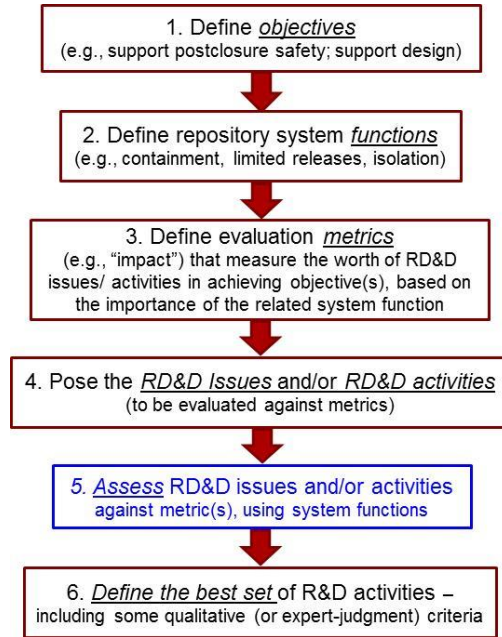 1. Define objectives
(e.g., support postclosure safety; support design)
2. Define repository system functions
(e.g., containment, limited releases, isolation)
3. Define evaluation metrics
(e.g., “impact”) that measure the worth of RD&D
issues/ activities in achieving objective(s), based on
the importance of the related system function
4. Pose the RD&D Issues and/or RD&D activities
(to be evaluated against metrics)
5. Assess RD&D issues and/or activities
against metric(s), using system functions
6. Define the best set of R&D activities –
including some qualitative (or expert-judgment) criteria